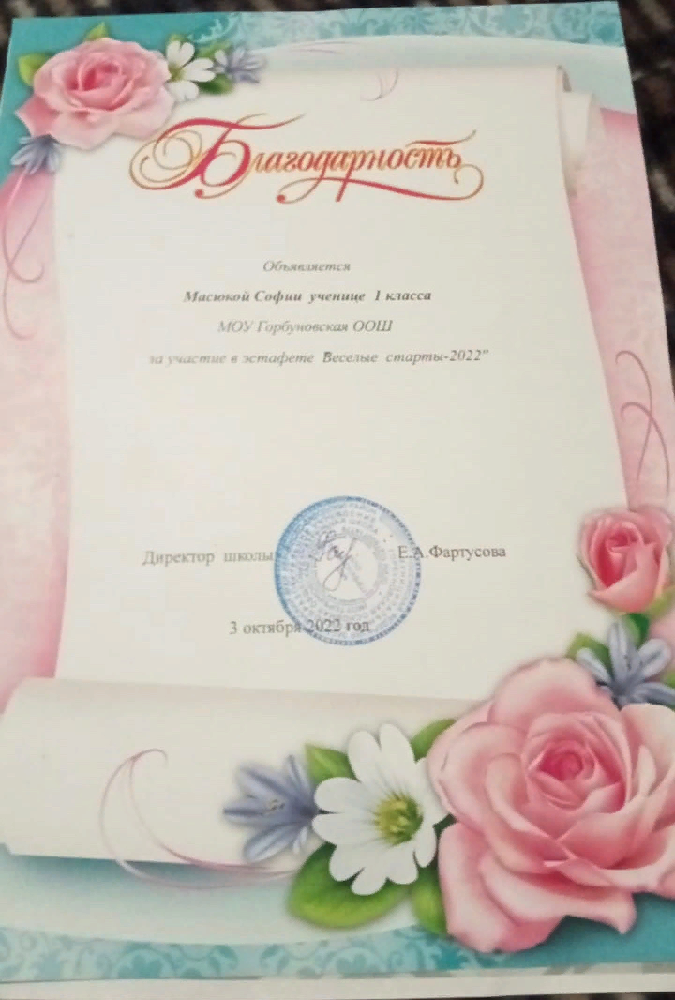 Благодарность
Объявляется
Масюкой Софии ученице 1 класса
МОУ Горбуновская ООШ
за участие в эстафете Веселые старты-2022"
Директор школы Е.А.Фартусова
3 октября 2022 год